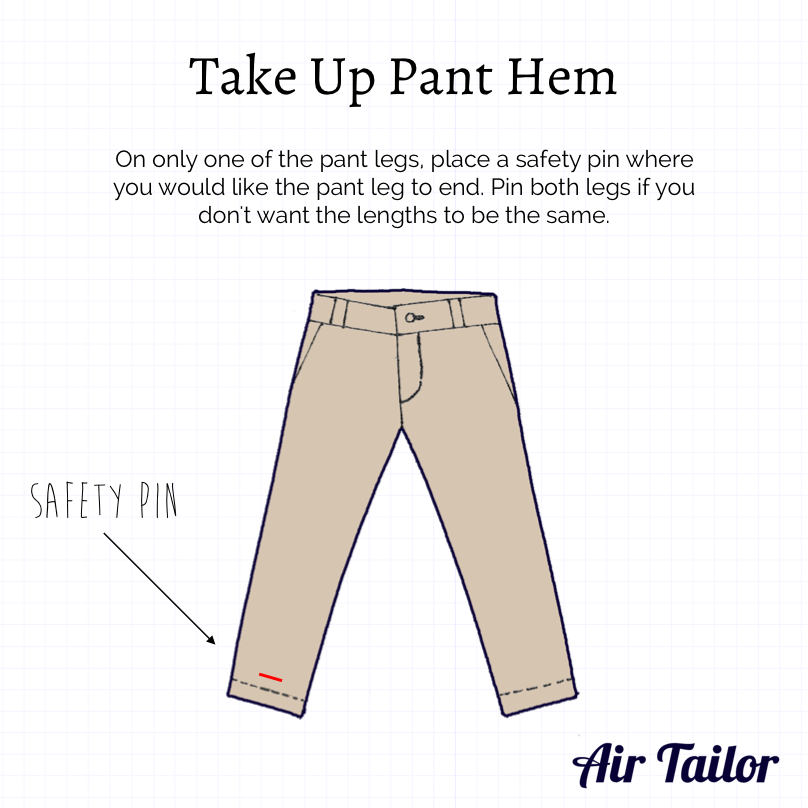 Take Up Pant Hem
On only one of the pant legs, place a safety pin where
you would like the pant leg to end. Pin both legs if you
don't want the lengths to be the same.
SAFETY PIN
Air Tailor